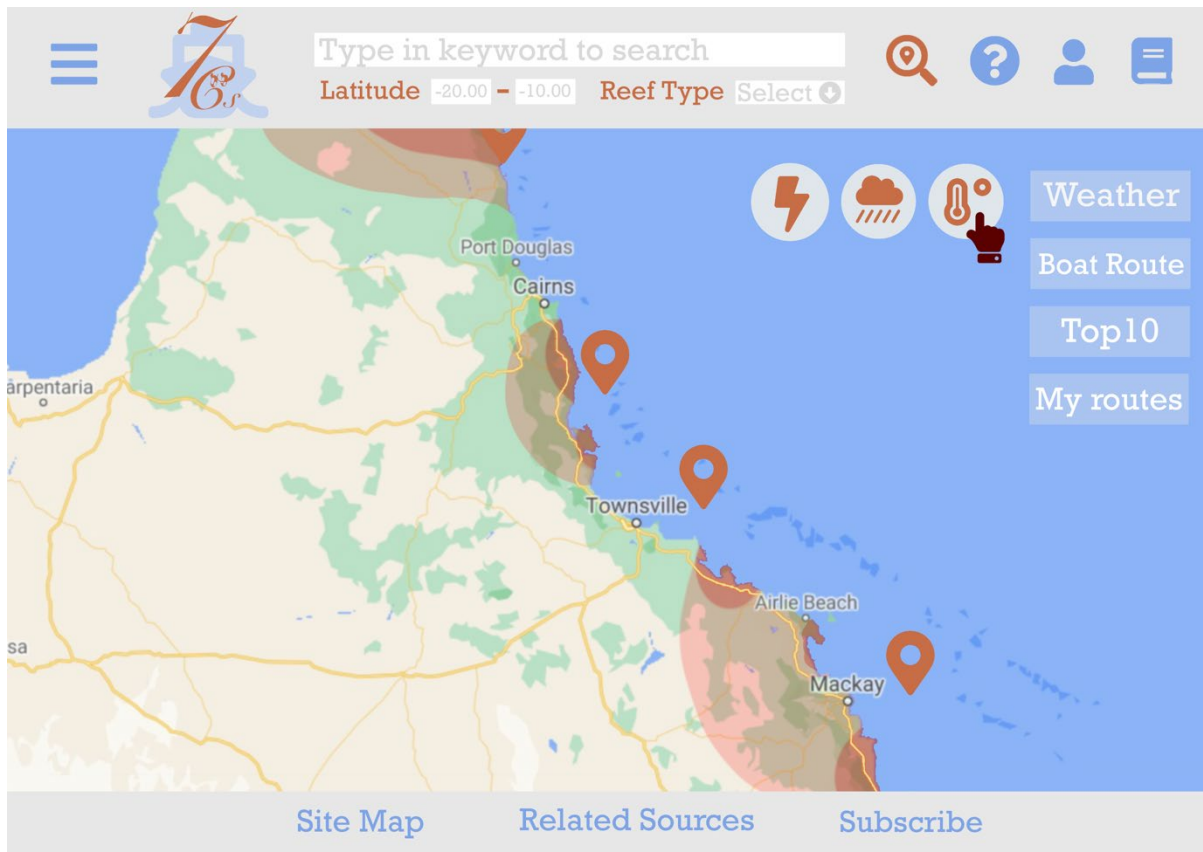 7Cs
Type in keyword to search
Latitude -20.00 - -10.00 Reef Type Select
?
Weather
Boat Route
Top10
My routes
Port Douglas
Cairns
arpentaria
Townsville
Airlie Beach
sa
Mackay
Site Map Related Sources Subscribe